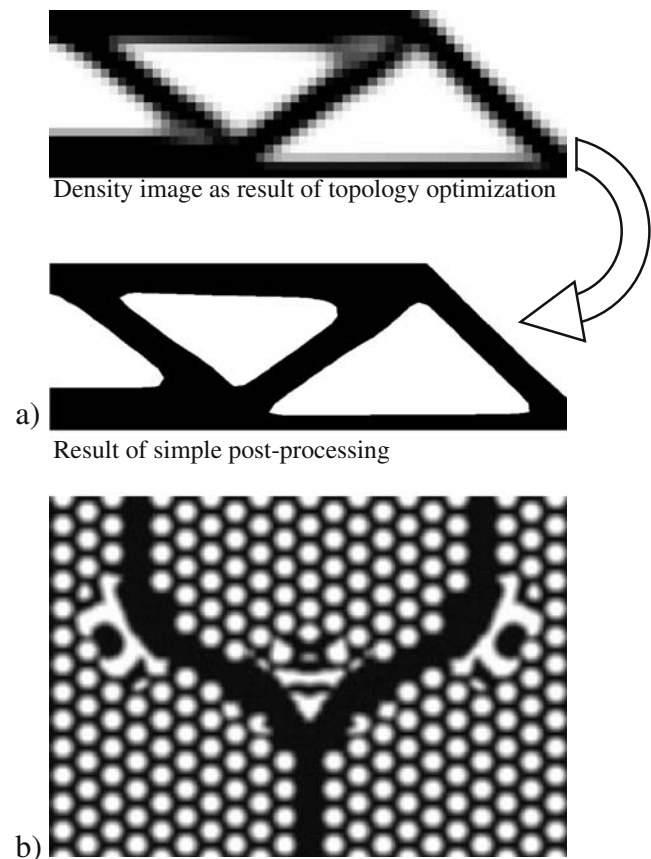 Density image as result of topology optimization
a)
Result of simple post-processing
b)